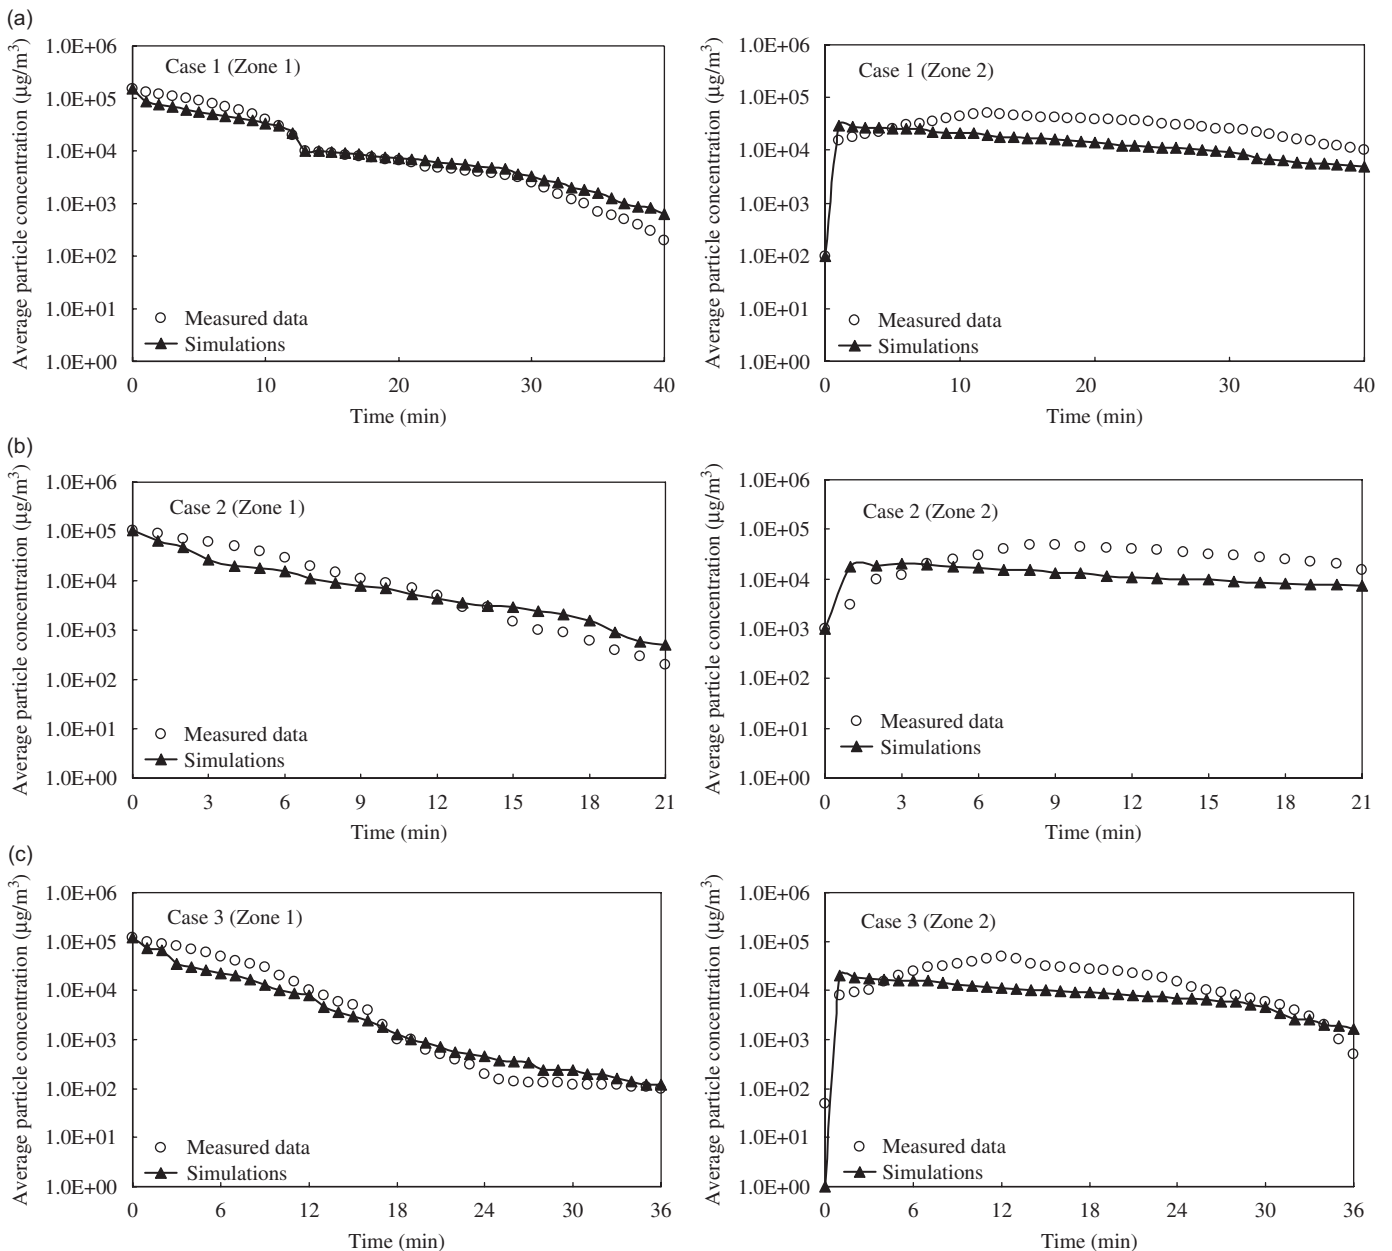 (a)
Average particle concentration (μg/m³)
1.0E+06
1.0E+05
1.0E+04
1.0E+03
1.0E+02
1.0E+01
1.0E+00
Case 1 (Zone 1)
Measured data
Simulations
0 10 20 30 40
Time (min)
Average particle concentration (μg/m³)
1.0E+06
1.0E+05
1.0E+04
1.0E+03
1.0E+02
1.0E+01
1.0E+00
Case 1 (Zone 2)
Measured data
Simulations
0 10 20 30 40
Time (min)
(b)
Average particle concentration (μg/m³)
1.0E+06
1.0E+05
1.0E+04
1.0E+03
1.0E+02
1.0E+01
1.0E+00
Case 2 (Zone 1)
Measured data
Simulations
0 3 6 9 12 15 18 21
Time (min)
Average particle concentration (μg/m³)
1.0E+06
1.0E+05
1.0E+04
1.0E+03
1.0E+02
1.0E+01
1.0E+00
Case 2 (Zone 2)
Measured data
Simulations
0 3 6 9 12 15 18 21
Time (min)
(c)
Average particle concentration (μg/m³)
1.0E+06
1.0E+05
1.0E+04
1.0E+03
1.0E+02
1.0E+01
1.0E+00
Case 3 (Zone 1)
Measured data
Simulations
0 6 12 18 24 30 36
Time (min)
Average particle concentration (μg/m³)
1.0E+06
1.0E+05
1.0E+04
1.0E+03
1.0E+02
1.0E+01
1.0E+00
Case 3 (Zone 2)
Measured data
Simulations
0 6 12 18 24 30 36
Time (min)